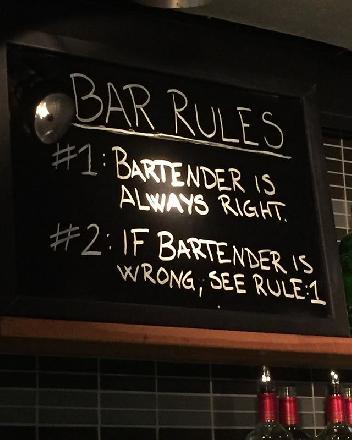 BAR RULES
#1: BARTENDER IS
ALWAYS RIGHT.
#2: IF BARTENDER IS
WRONG, SEE RULE:1